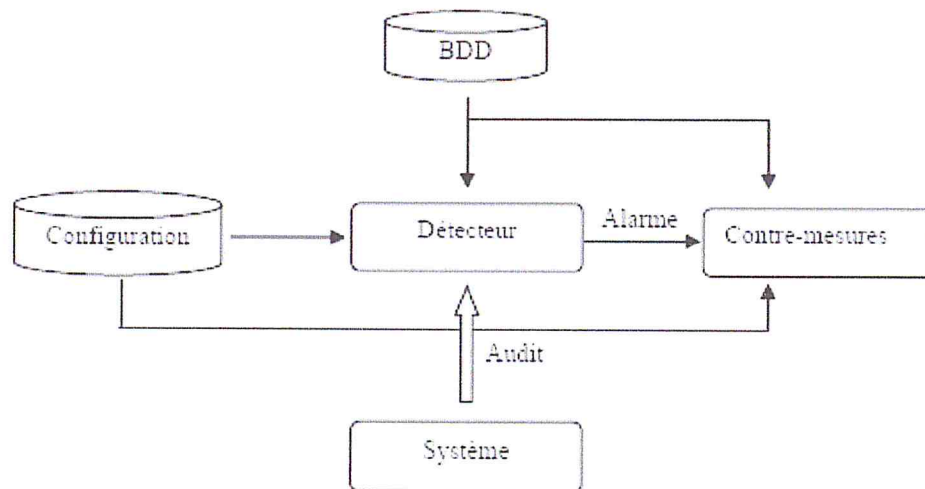 BDD
Configuration
Détecteur
Alarme
Contre-mesures
Audit
Système